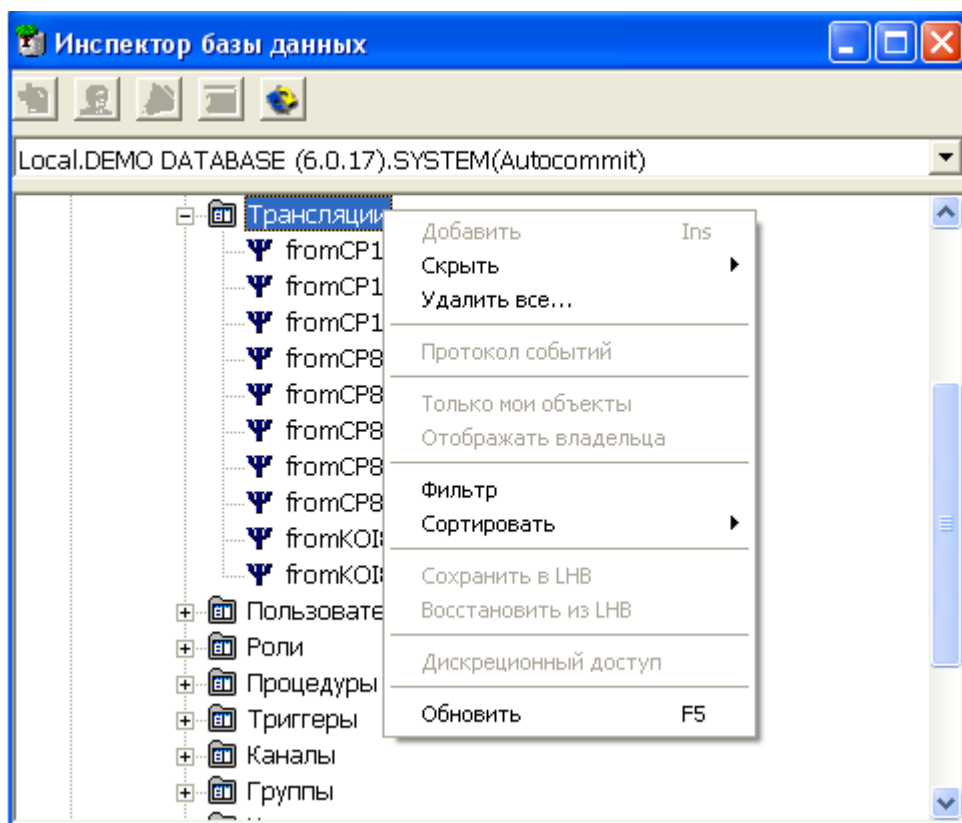 Инспектор базы данных
Local.DEMO DATABASE (6.0.17).SYSTEM(Autocommit)
Трансляции
fromCP1
fromCP1
fromCP1
fromCP8
fromCP8
fromCP8
fromCP8
fromCP8
fromKOI8
fromKOI8
Пользовате
Роли
Процедуры
Триггеры
Каналы
Группы
Добавить Ins
Скрыть
Удалить все...
Протокол событий
Только мои объекты
Отображать владельца
Фильтр
Сортировать
Сохранить в LHB
Восстановить из LHB
Дискреционный доступ
Обновить F5